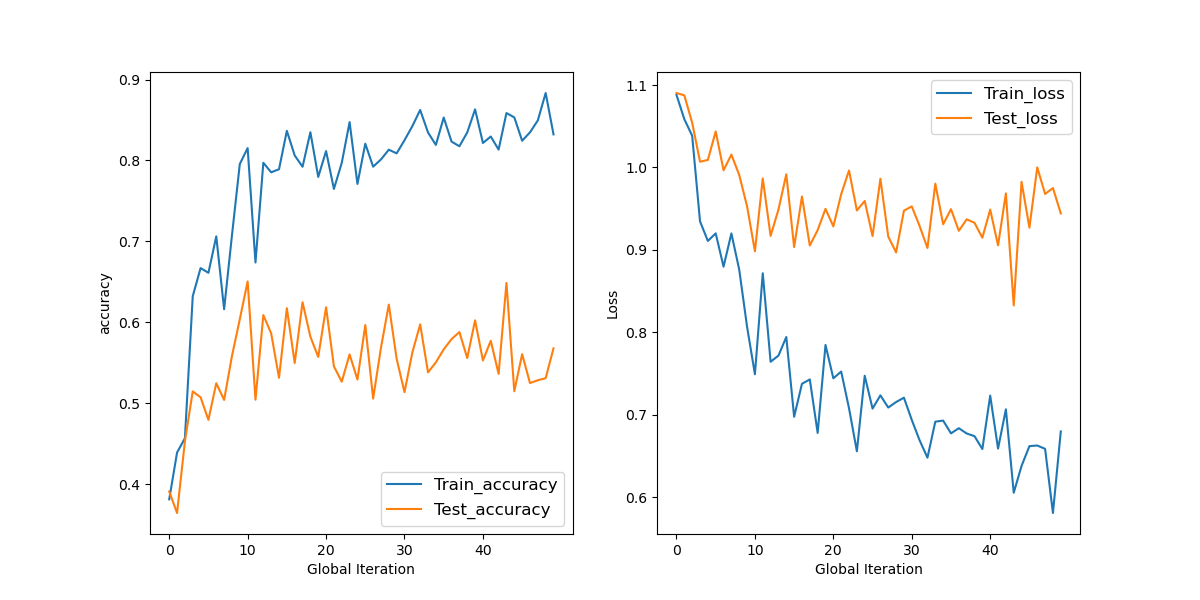 0.9
0.8
0.7
0.6
0.5
0.4
accuracy
0 10 20 30 40
Global Iteration
Train_accuracy
Test_accuracy
1.1
1.0
0.9
0.8
0.7
0.6
Loss
0 10 20 30 40
Global Iteration
Train_loss
Test_loss